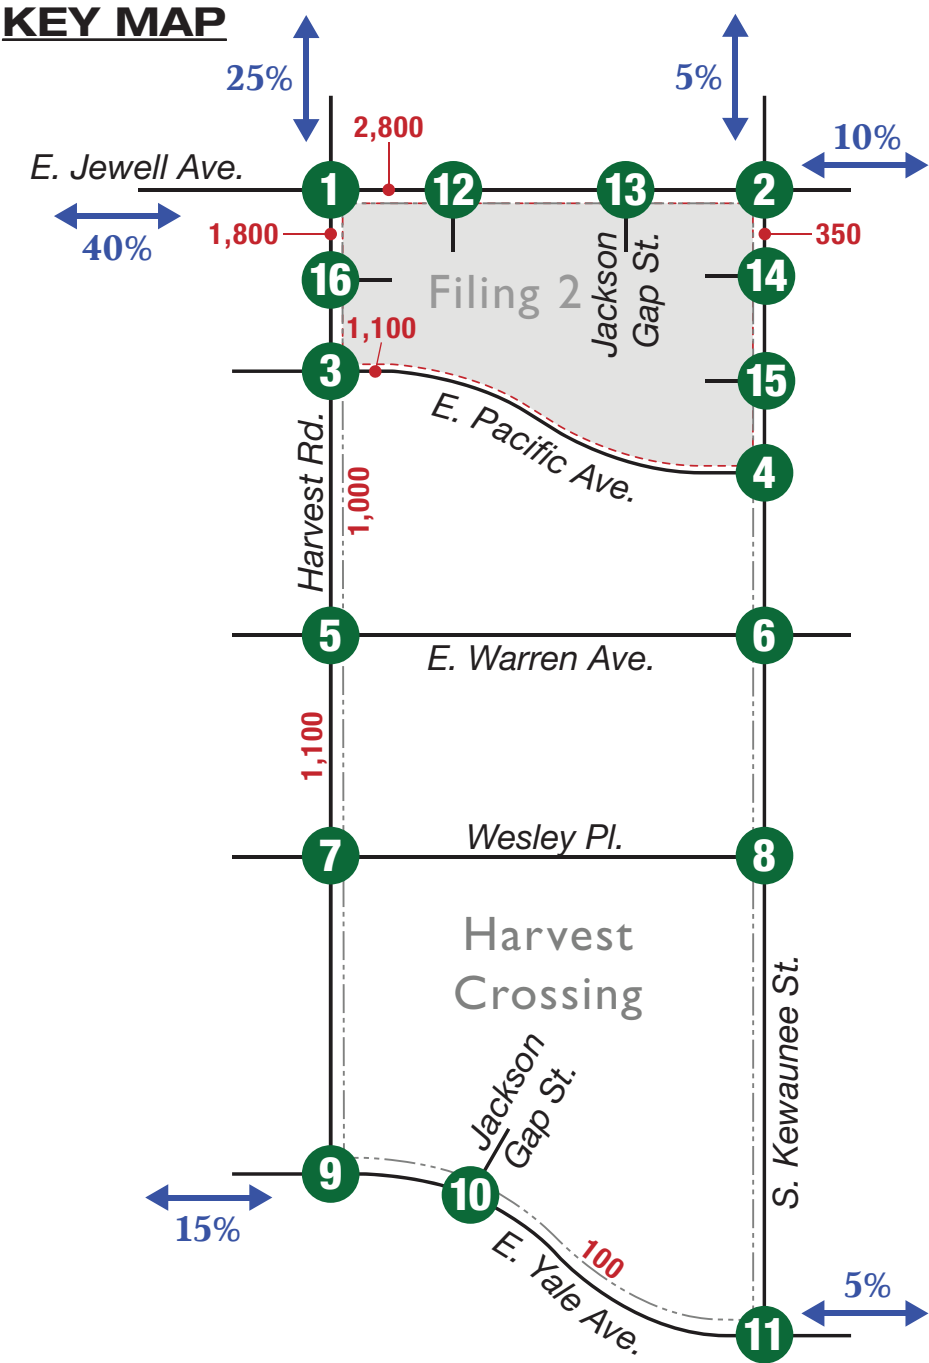 KEY MAP
25%
5%
2,800
10%
E. Jewell Ave.
1
12
13
2
40%
1,800
350
Jackson
Gap St.
16
Filing 2
14
1,100
3
15
E. Pacific Ave.
4
Harvest Rd.
1,000
5
6
E. Warren Ave.
1,100
Wesley Pl.
7
8
Harvest
Crossing
S. Kewaunee St.
Jackson
Gap St.
9
10
15%
E. Yale Ave.
100
5%
11